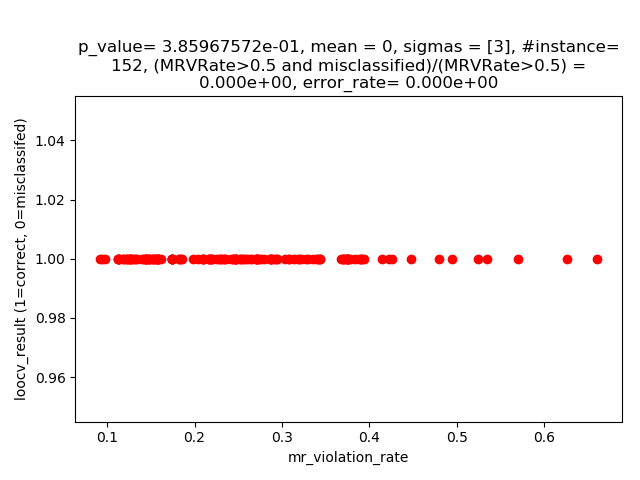 p_value= 3.85967572e-01, mean = 0, sigmas = [3], #instance=
152, (MRVRate>0.5 and misclassified)/(MRVRate>0.5) =
0.000e+00, error_rate= 0.000e+00
loocv_result (1=correct, 0=misclassifed)
1.04
1.02
1.00
0.98
0.96
0.1 0.2 0.3 0.4 0.5 0.6
mr_violation_rate